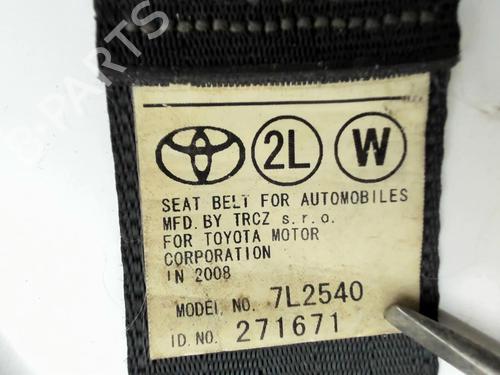 2L W
SEAT BELT FOR AUTOMOBILES
MFD. BY TRCZ s.r.o.
FOR TOYOTA MOTOR
CORPORATION
IN 2008
MODEL NO. 7L2540
ID.NO. 271671